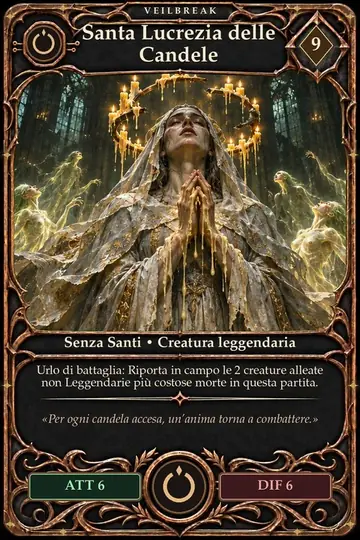 VEILBREAK
Santa Lucrezia delle
Candele
9
Senza Santi • Creatura leggendaria
Urlo di battaglia: Riporta in campo le 2 creature alleate
non Leggendarie più costose morte in questa partita.
«Per ogni candela accesa, un'anima torna a combattere.»
ATT 6
DIF 6